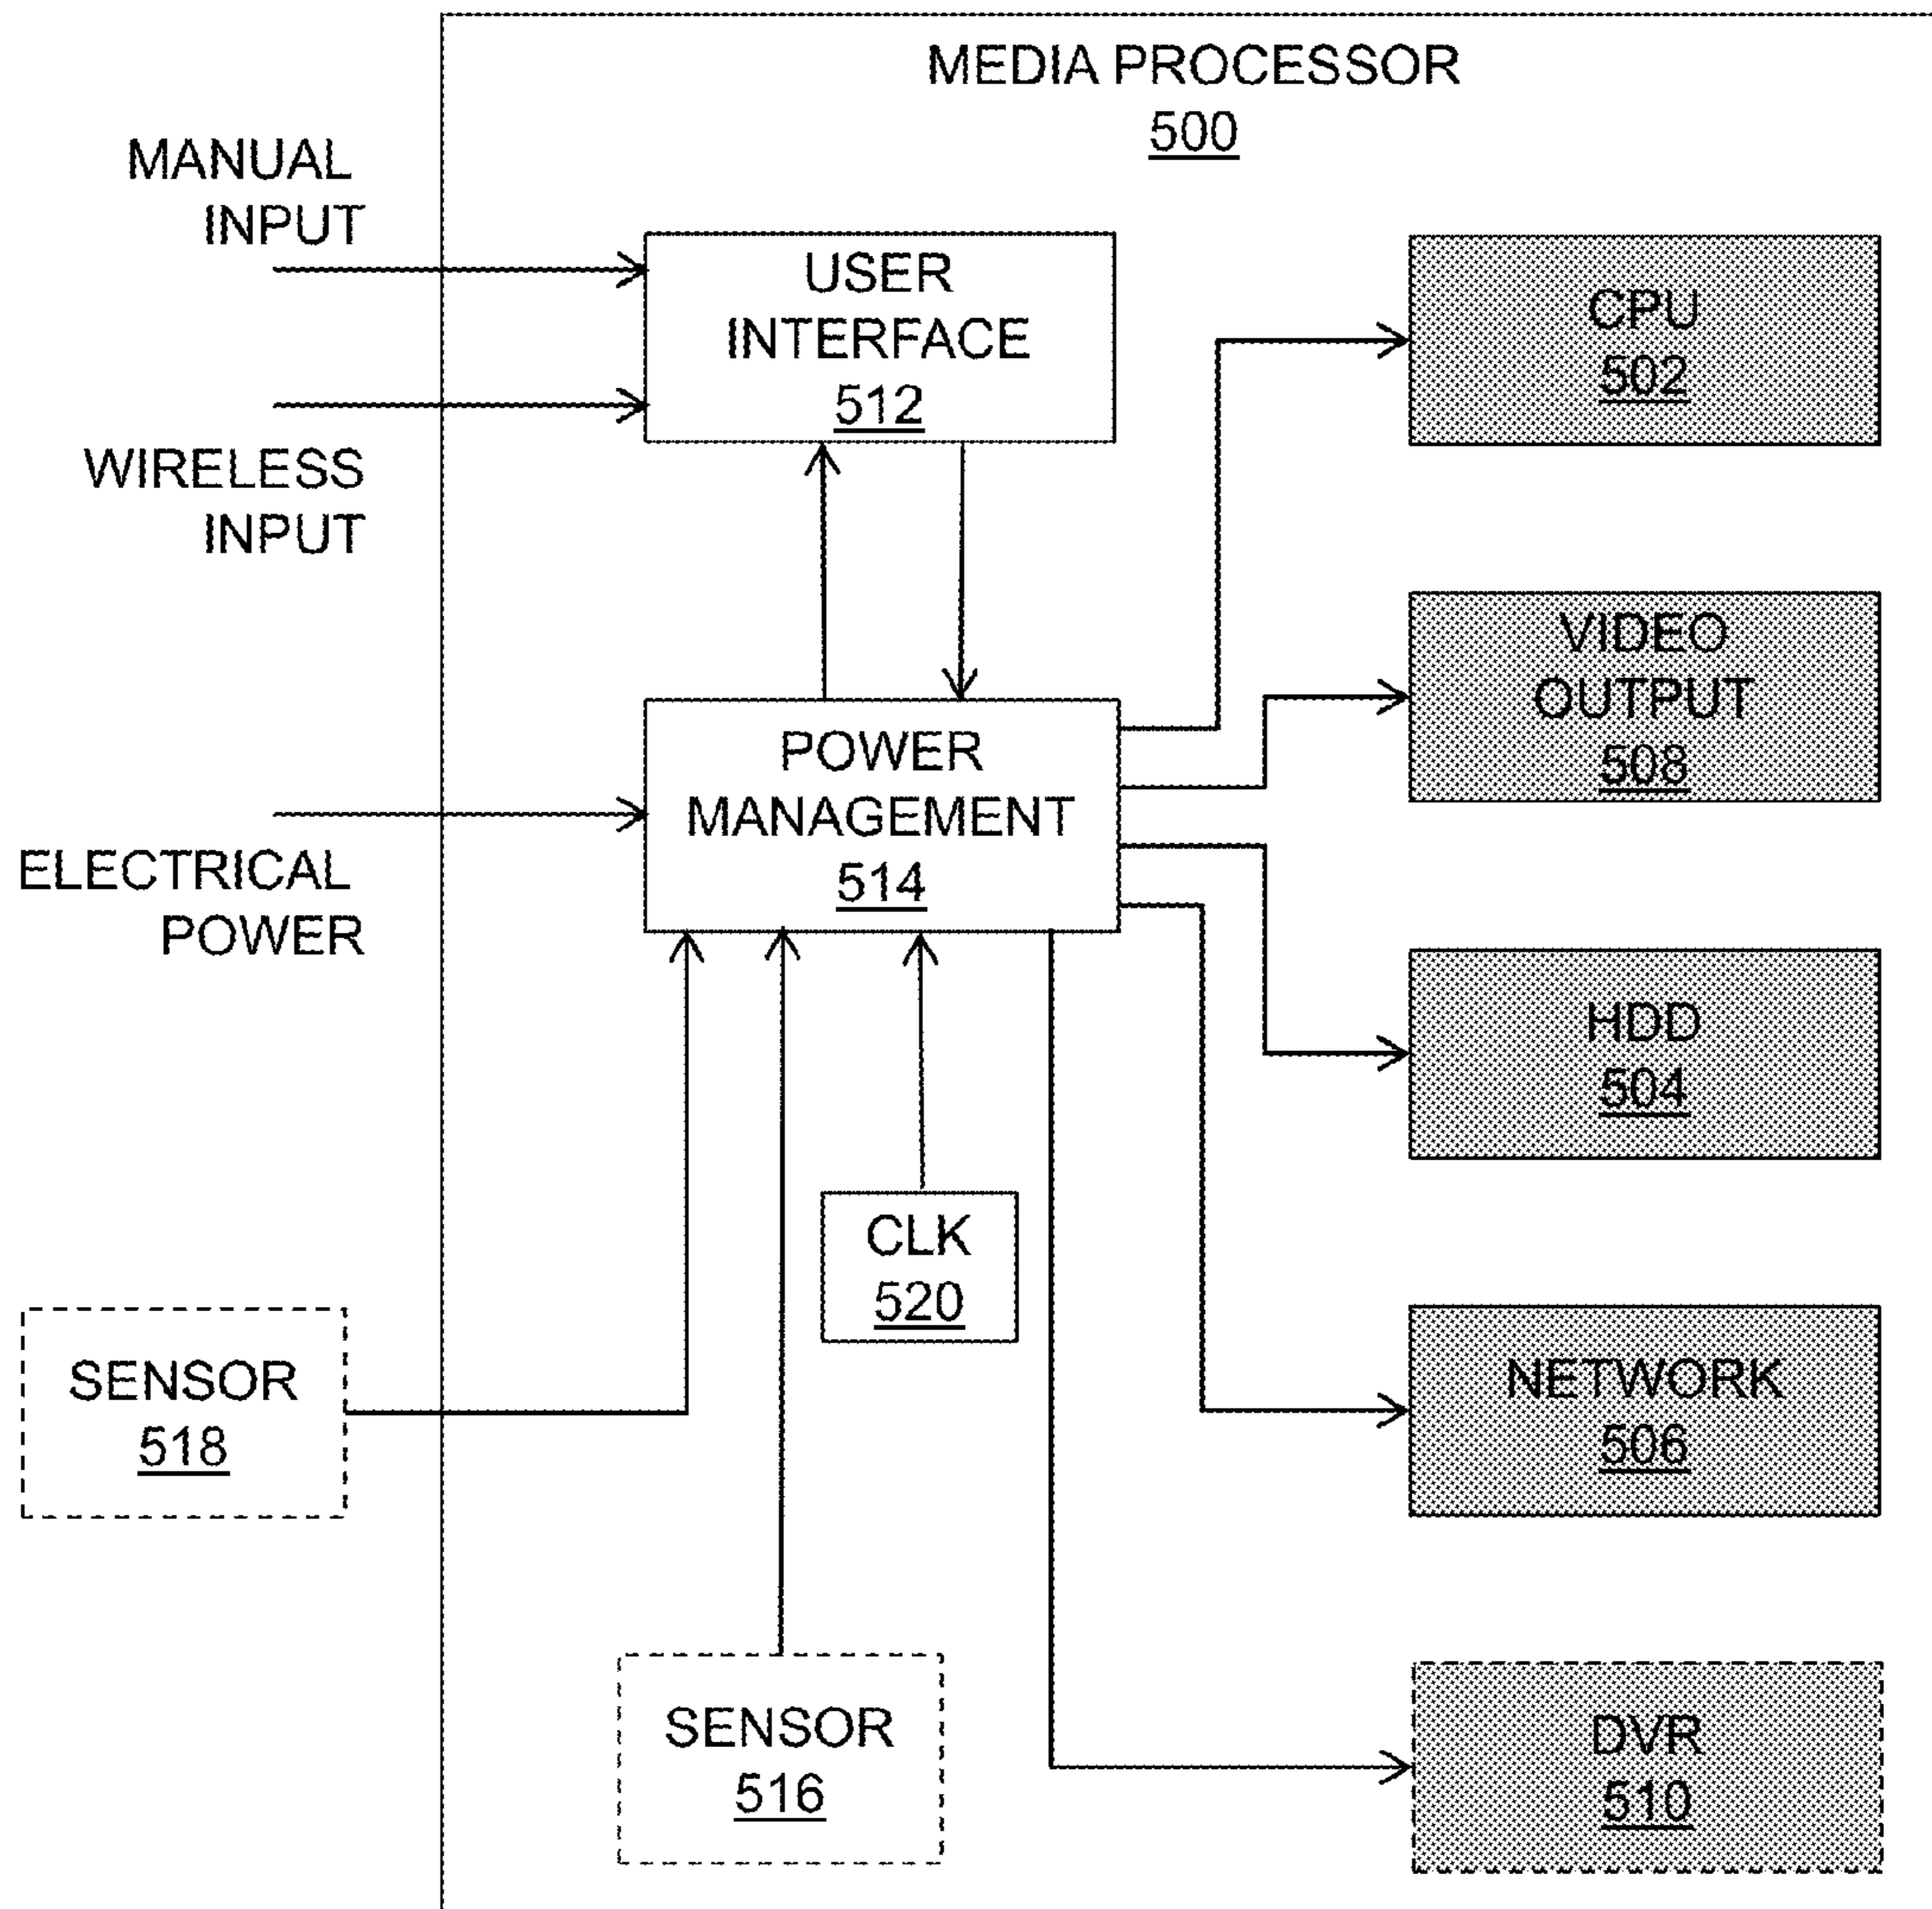 MEDIA PROCESSOR
500
MANUAL
INPUT
USER
INTERFACE
512
CPU
502
WIRELESS
INPUT
VIDEO
OUTPUT
508
POWER
MANAGEMENT
514
ELECTRICAL
POWER
HDD
504
CLK
520
SENSOR
518
NETWORK
506
SENSOR
516
DVR
510